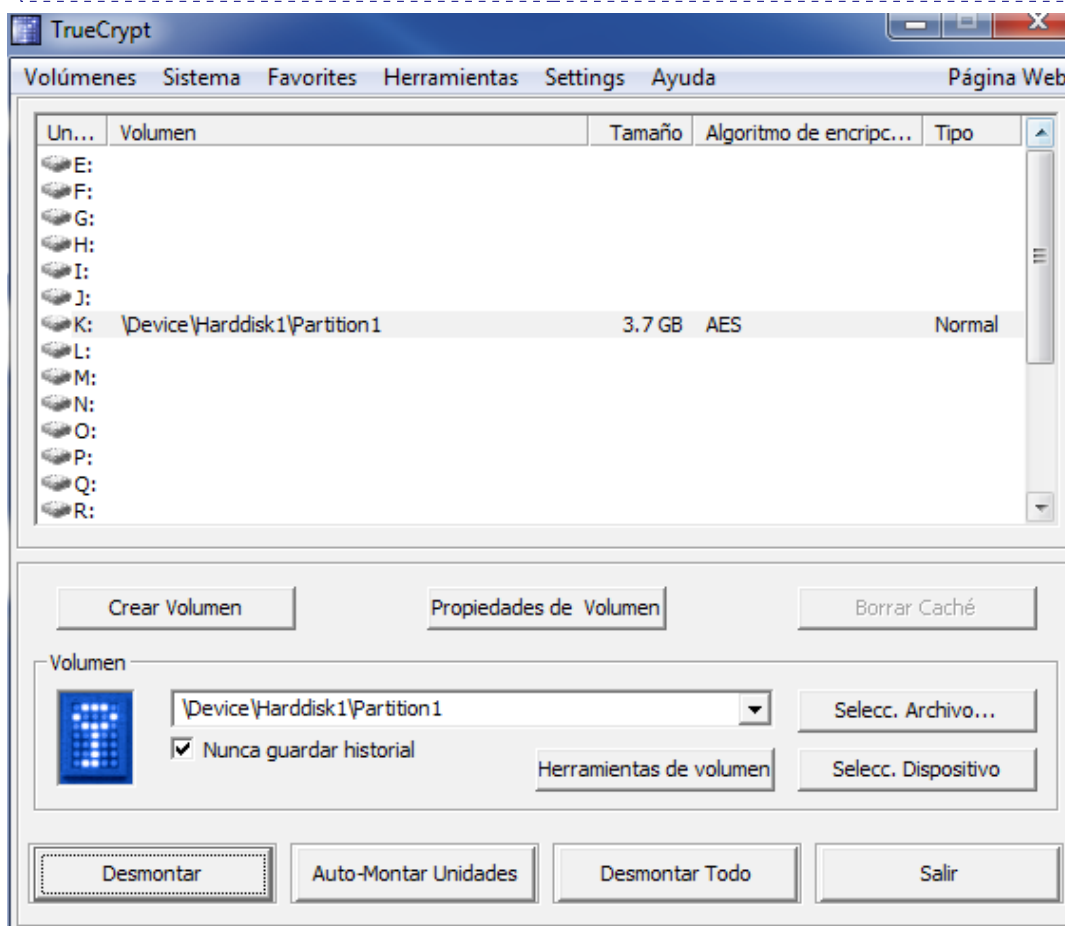 TrueCrypt
Volúmenes Sistema Favorites Herramientas Settings Ayuda Página Web
Un... Volumen Tamaño Algoritmo de encripc... Tipo
E:
F:
G:
H:
I:
J:
K: \Device\Harddisk1\Partition1 3.7 GB AES Normal
L:
M:
N:
O:
P:
Q:
R:
Crear Volumen Propiedades de Volumen Borrar Caché
Volumen
\Device\Harddisk1\Partition1 Selecc. Archivo...
Nunca guardar historial
Herramientas de volumen Selecc. Dispositivo
Desmontar Auto-Montar Unidades Desmontar Todo Salir